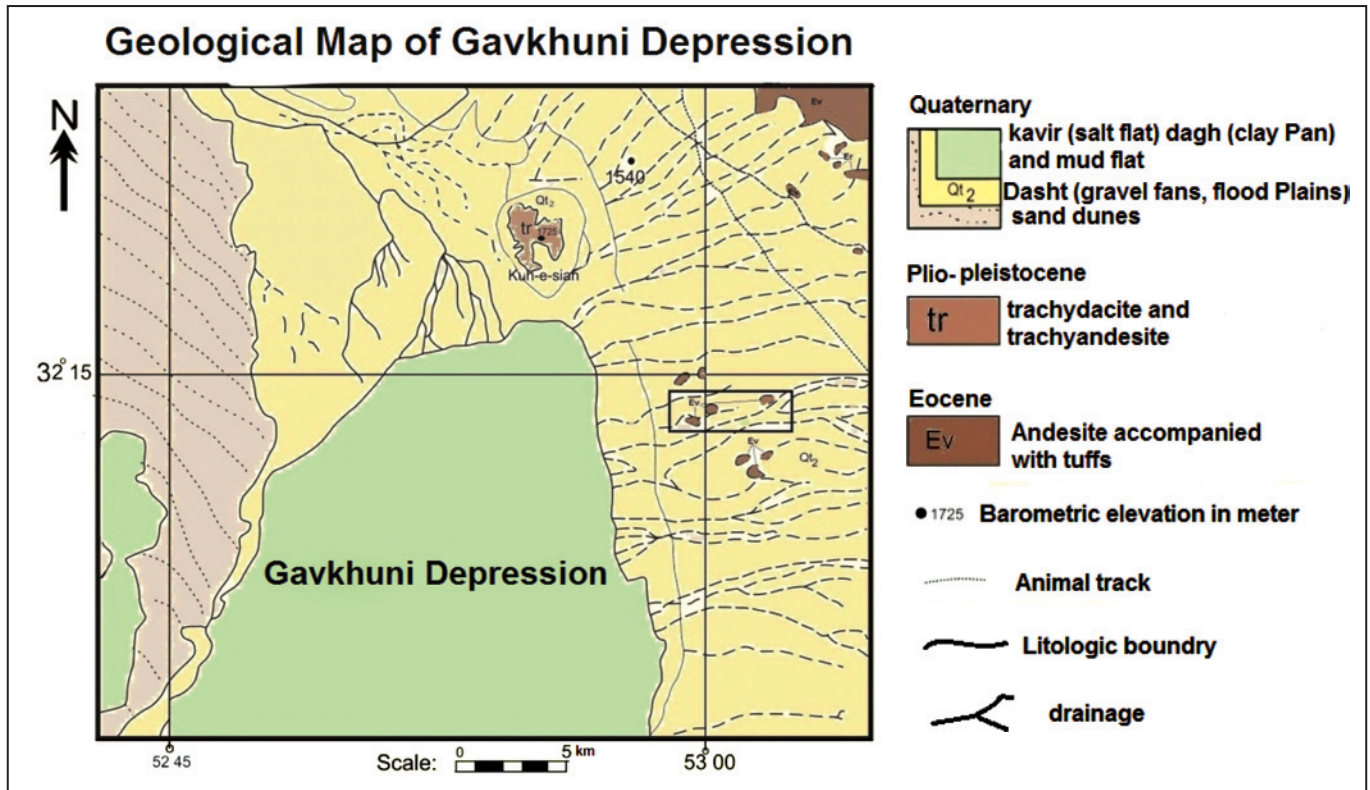 Geological Map of Gavkhuni Depression
N
Ev
Ev
1540
Qt2
tr
1725
Kuh-e-siah
32° 15
Ev
Ev
Qt2
Gavkhuni Depression
52° 45
53° 00
Scale: 0 5 km
Quaternary
kavir (salt flat) dagh (clay Pan)
and mud flat
Qt 2
Dasht (gravel fans, flood Plains)
sand dunes
Plio-pleistocene
tr
trachydacite and
trachyandesite
Eocene
Ev
Andesite accompanied
with tuffs
1725 Barometric elevation in meter
Animal track
Litologic boundry
drainage